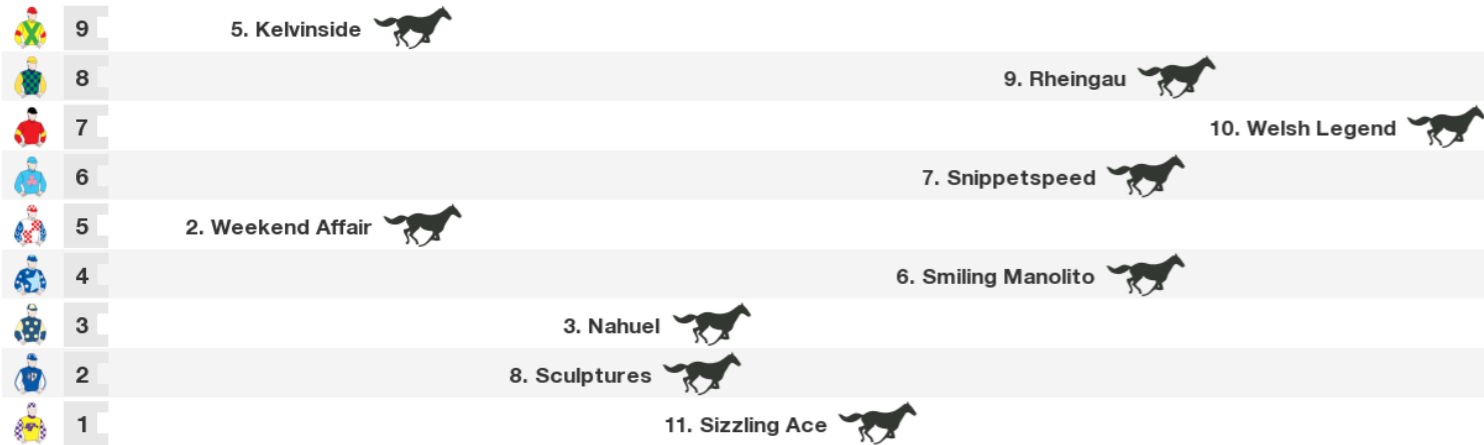 9 5. Kelvinside
8 9. Rheingau
7 10. Welsh Legend
6 7. Snippetspeed
5 2. Weekend Affair
4 6. Smiling Manolito
3 3. Nahuel
2 8. Sculptures
1 11. Sizzling Ace